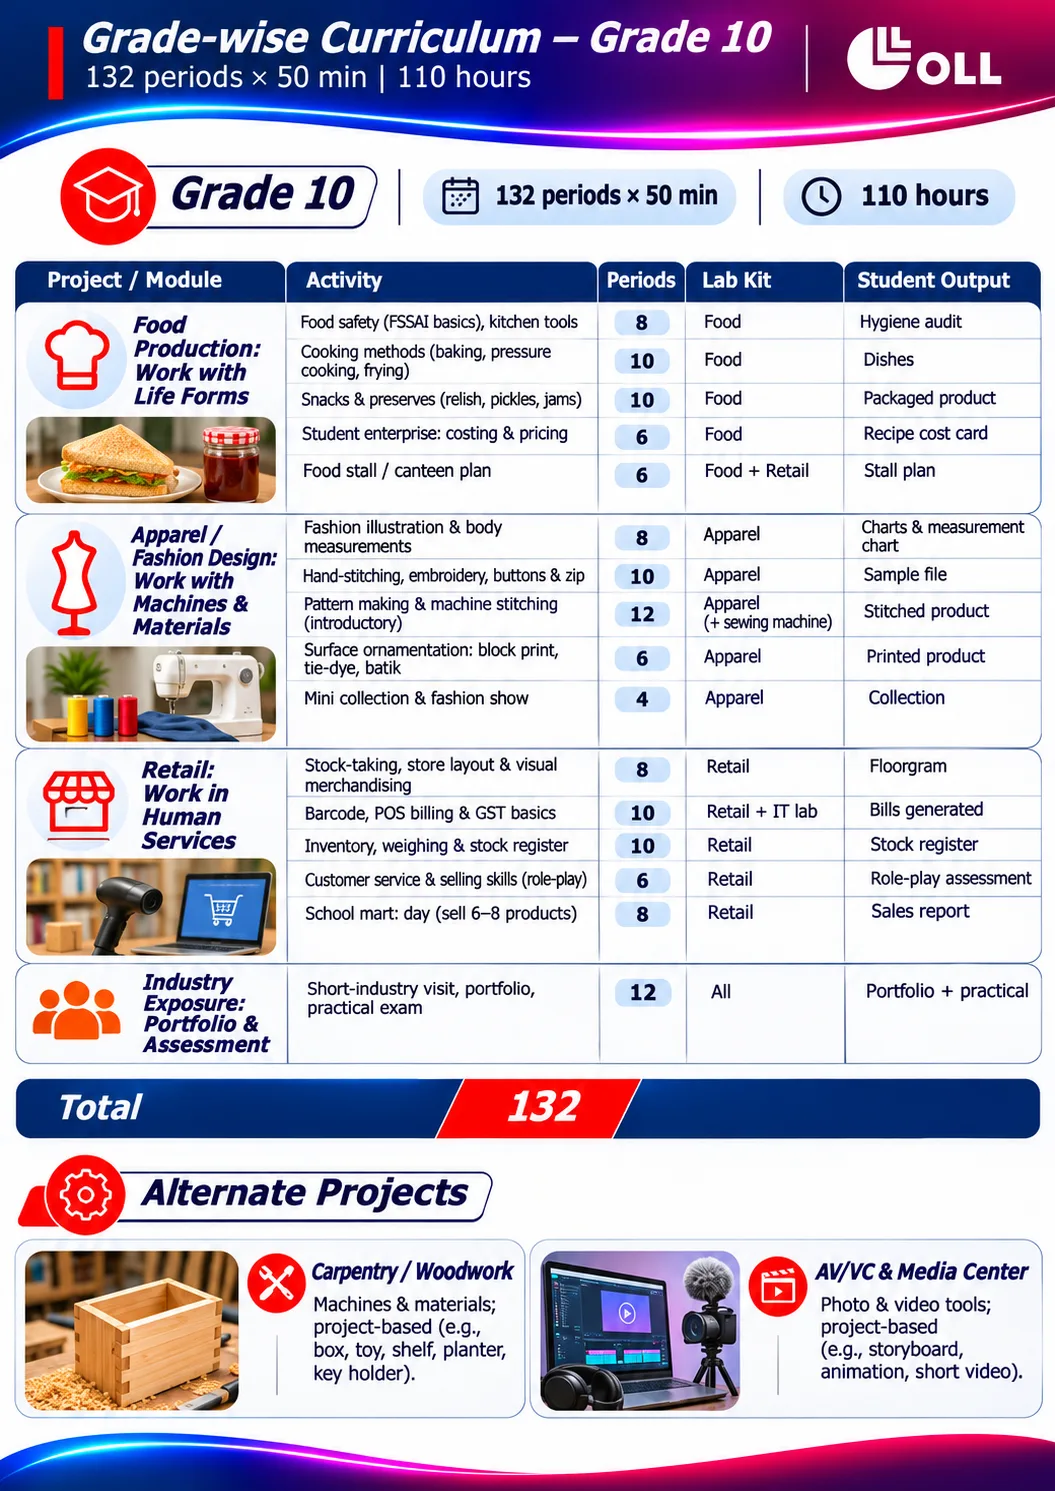 Grade-wise Curriculum – Grade 10
132 periods × 50 min | 110 hours
OLL
Grade 10
132 periods × 50 min
110 hours
Project / Module
Activity
Periods
Lab Kit
Student Output
Food
Production:
Work with
Life Forms
Food safety (FSSAI basics), kitchen tools
8
Food
Hygiene audit
Cooking methods (baking, pressure
cooking, frying)
10
Food
Dishes
Snacks & preserves (relish, pickles, jams)
10
Food
Packaged product
Student enterprise: costing & pricing
6
Food
Recipe cost card
Food stall / canteen plan
6
Food + Retail
Stall plan
Apparel /
Fashion Design:
Work with
Machines &
Materials
Fashion illustration & body
measurements
8
Apparel
Charts & measurement
chart
Hand-stitching, embroidery, buttons & zip
10
Apparel
Sample file
Pattern making & machine stitching
(introductory)
12
Apparel
(+ sewing machine)
Stitched product
Surface ornamentation: block print,
tie-dye, batik
6
Apparel
Printed product
Mini collection & fashion show
4
Apparel
Collection
Retail:
Work in
Human
Services
Stock-taking, store layout & visual
merchandising
8
Retail
Floorgram
Barcode, POS billing & GST basics
10
Retail + IT lab
Bills generated
Inventory, weighing & stock register
10
Retail
Stock register
Customer service & selling skills (role-play)
6
Retail
Role-play assessment
School mart: day (sell 6–8 products)
8
Retail
Sales report
Industry
Exposure:
Portfolio &
Assessment
Short-industry visit, portfolio,
practical exam
12
All
Portfolio + practical
Total
132
Alternate Projects
Carpentry / Woodwork
Machines & materials;
project-based (e.g.,
box, toy, shelf, planter,
key holder).
AV/VC & Media Center
Photo & video tools;
project-based
(e.g., storyboard,
animation, short video).